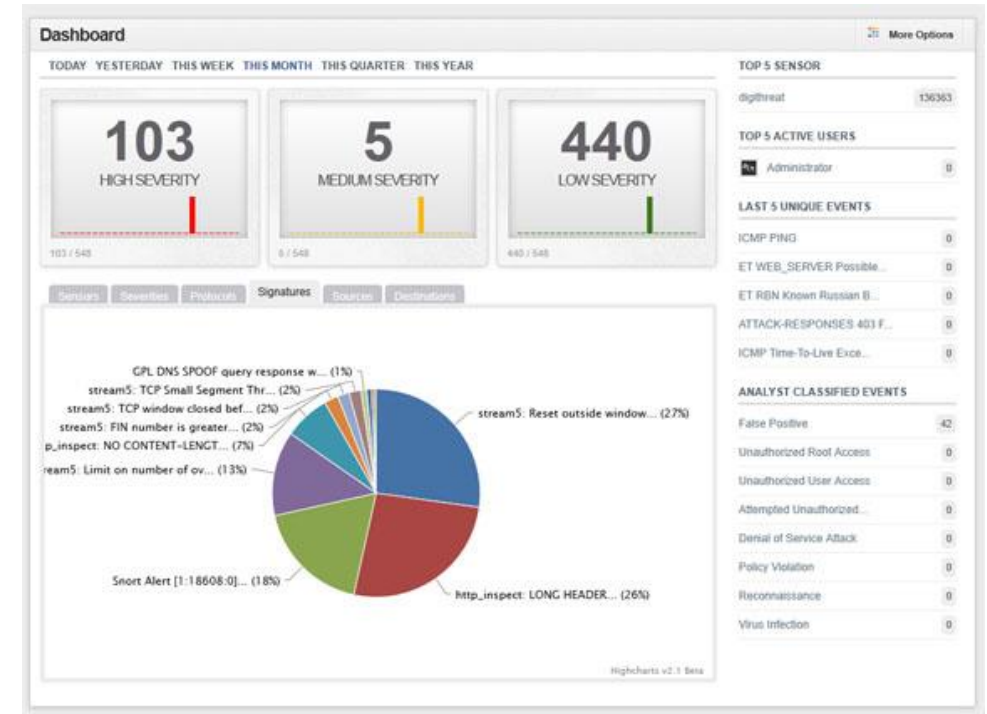 Dashboard
More Options
TODAY YESTERDAY THIS WEEK THIS MONTH THIS QUARTER THIS YEAR
103
HIGH SEVERITY
103 / 548
5
MEDIUM SEVERITY
/ 548
440
LOW SEVERITY
440 / 548
Sensors Severities Protocols Signatures Sources Destinations
GPL DNS SPOOF query response w... (1%)
stream5: TCP Small Segment Thr... (2%)
stream5: TCP window closed bef... (2%)
stream5: FIN number is greater... (2%)
p_inspect: NO CONTENT-LENGT... (7%)
ream5: Limit on number of ov... (13%)
Snort Alert [1:18608:0]... (18%)
stream5: Reset outside window... (27%)
http_inspect: LONG HEADER... (26%)
Highcharts v2.1 Beta
TOP 5 SENSOR
digthreat 136363
TOP 5 ACTIVE USERS
Administrator 0
LAST 5 UNIQUE EVENTS
ICMP PING 0
ET WEB_SERVER Possible... 0
ET RBN Known Russian B... 0
ATTACK-RESPONSES 403 F... 0
ICMP Time-To-Live Exce... 0
ANALYST CLASSIFIED EVENTS
False Positive 42
Unauthorized Root Access 0
Unauthorized User Access 0
Attempted Unauthorized... 0
Denial of Service Attack 0
Policy Violation 0
Reconnaissance 0
Virus Infection 0